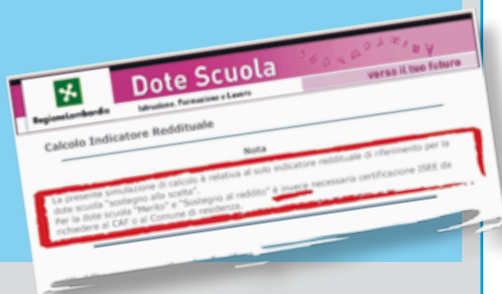 RegioneLombardia
Dote Scuola
Istruzione, Formazione e Lavoro
verso il tuo futuro
Calcolo Indicatore Reddituale
Nota
La presente simulazione di calcolo è relativa al solo indicatore reddituale di riferimento per la
dote scuola "sostegno alla scelta".
Per la dote scuola "Merito" e "Sostegno al reddito" è invece necessaria certificazione ISEE da
richiedere al CAF o al Comune di residenza.